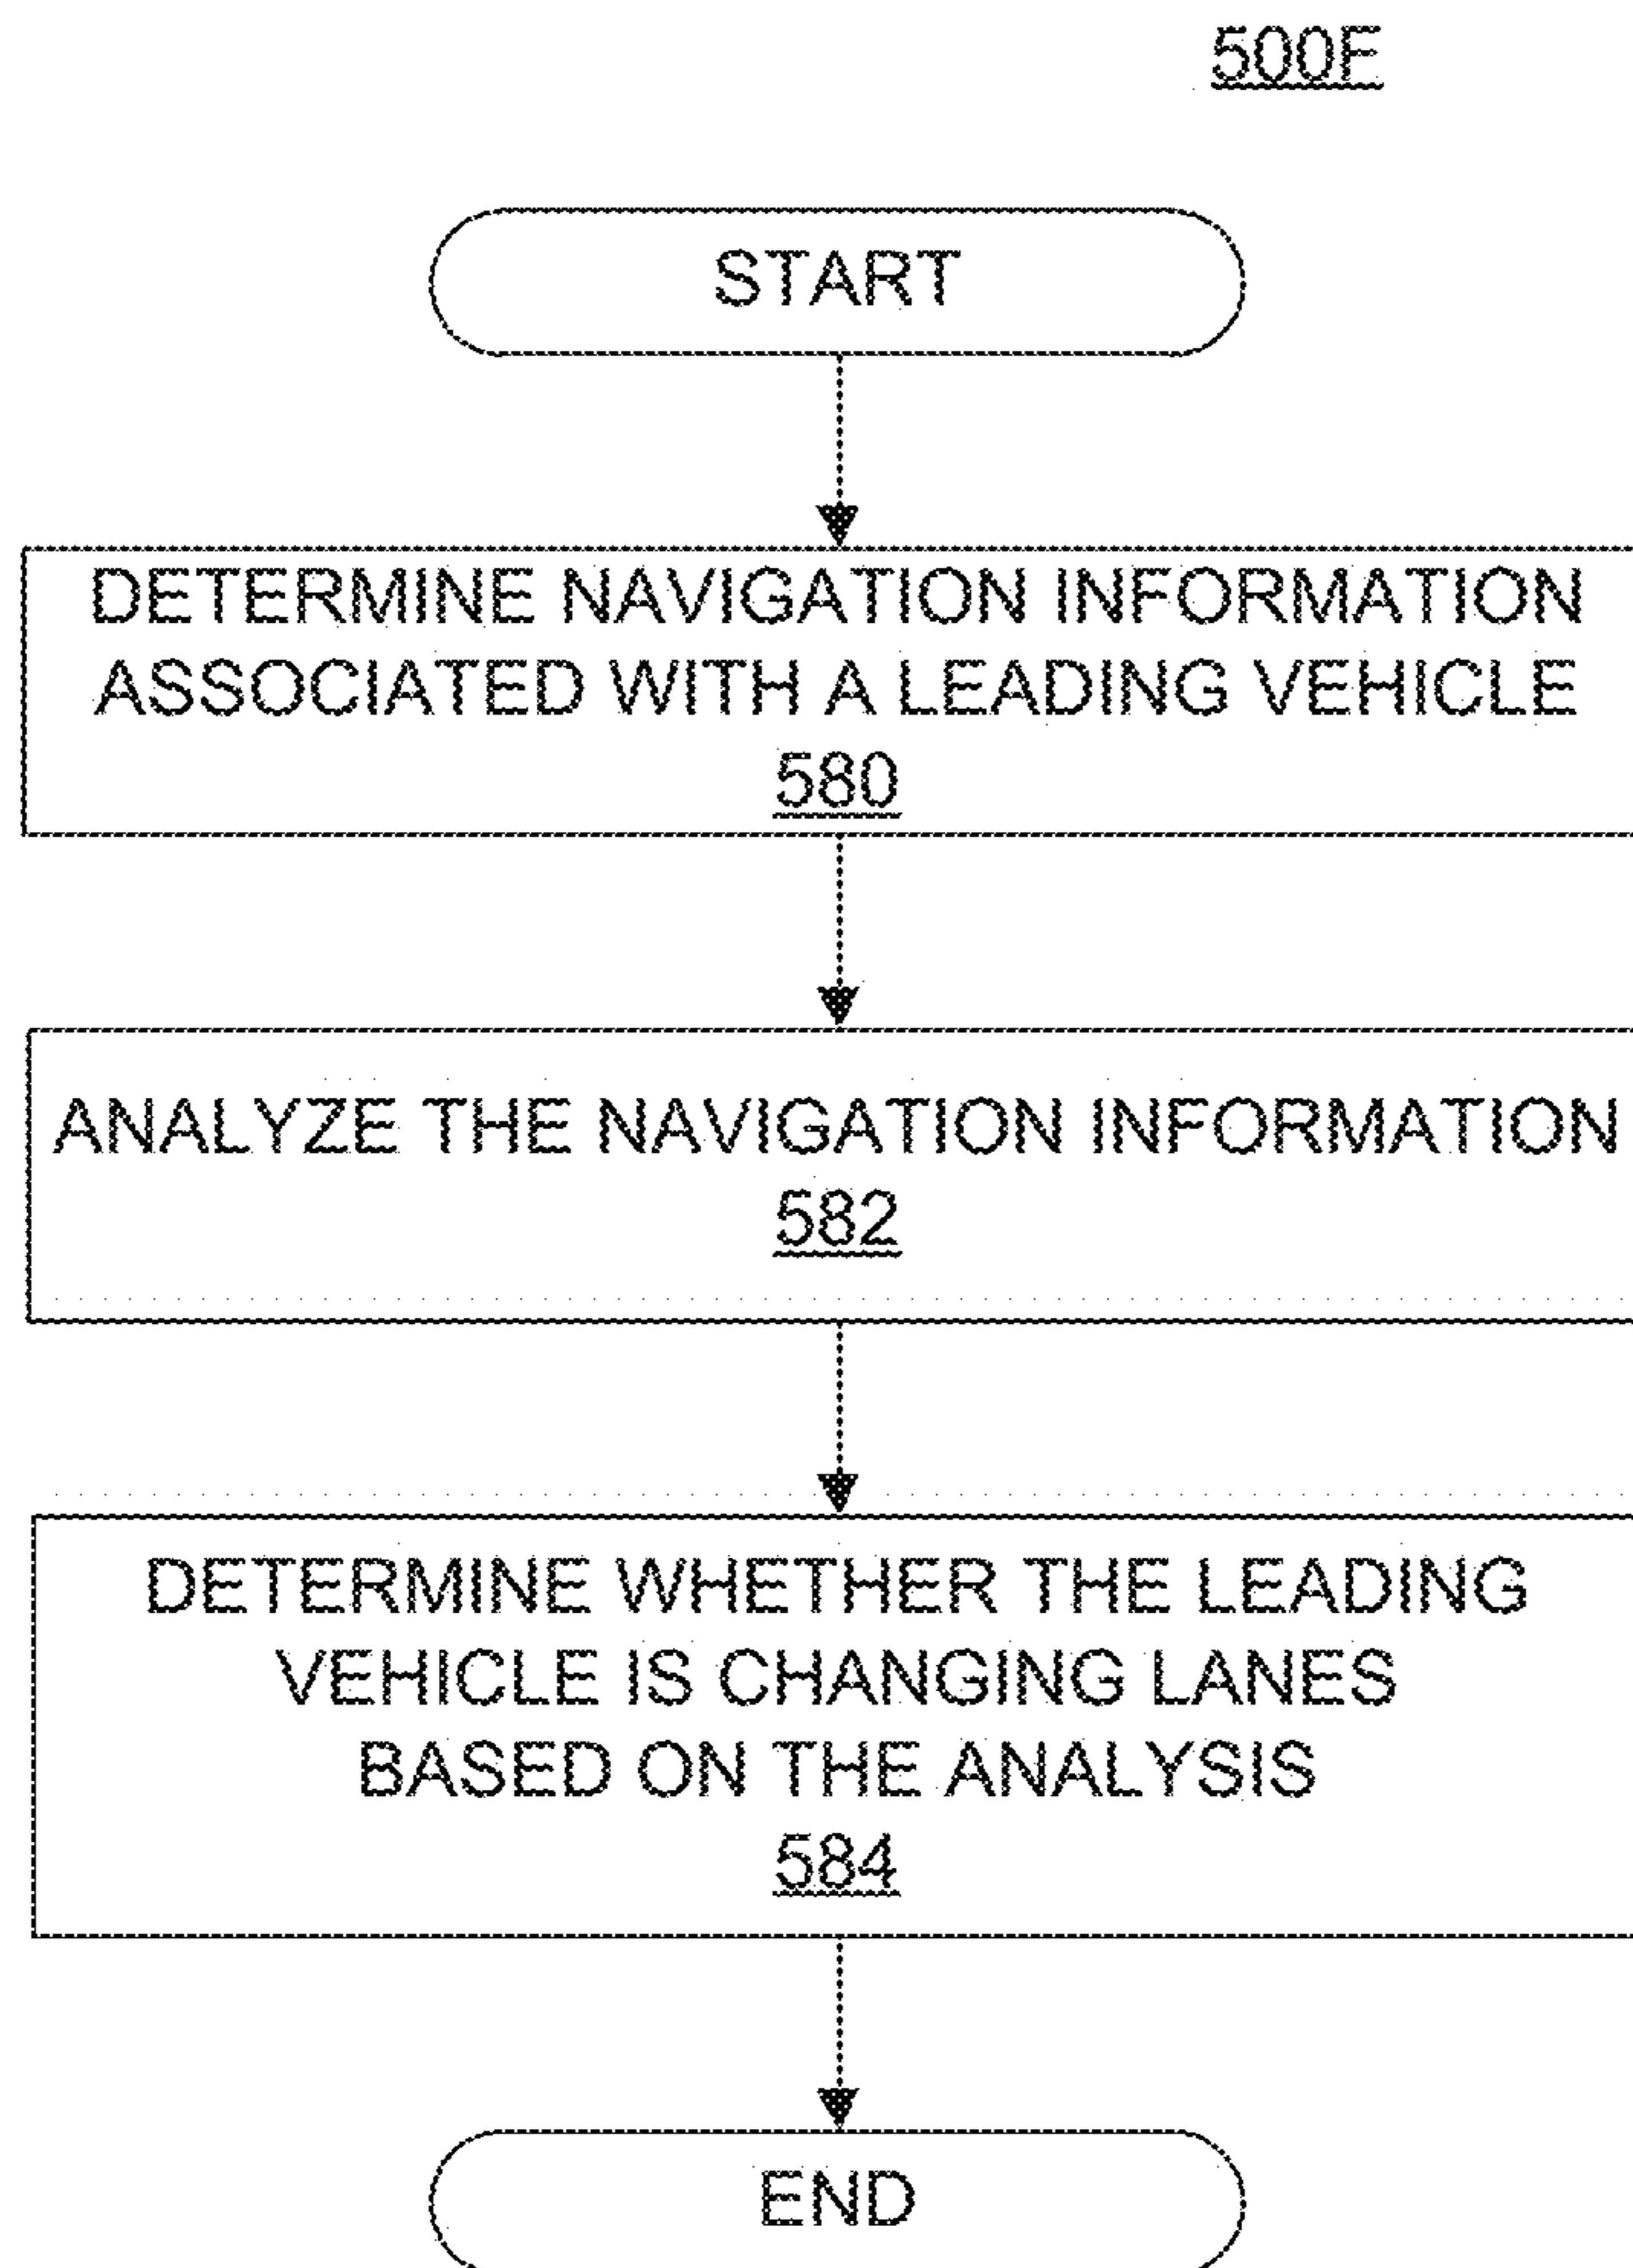 500F
START
DETERMINE NAVIGATION INFORMATION
ASSOCIATED WITH A LEADING VEHICLE
580
ANALYZE THE NAVIGATION INFORMATION
582
DETERMINE WHETHER THE LEADING
VEHICLE IS CHANGING LANES
BASED ON THE ANALYSIS
584
END